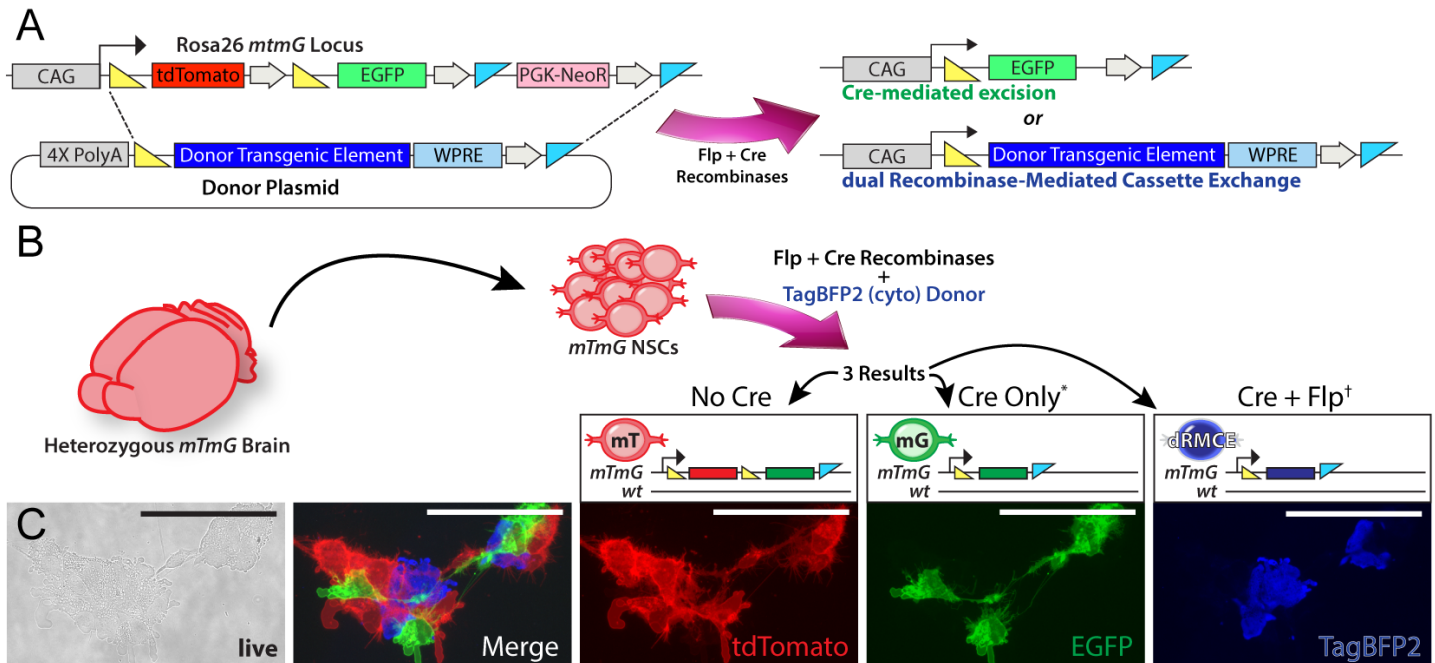 A
Rosa26 mtmG Locus
CAG
tdTomato
EGFP
PGK-NeoR
4X PolyA
Donor Transgenic Element
WPRE
Donor Plasmid
Flp + Cre
Recombinases
CAG
EGFP
Cre-mediated excision
or
CAG
Donor Transgenic Element
WPRE
dual Recombinase-Mediated Cassette Exchange
B
Heterozygous mTmG Brain
mTmG NSCs
Flp + Cre Recombinases
+
TagBFP2 (cyto) Donor
3 Results
No Cre
mT
mTmG
wt
Cre Only*
mG
mTmG
wt
Cre + Flp†
dRMCE
mTmG
wt
C
live
Merge
tdTomato
EGFP
TagBFP2